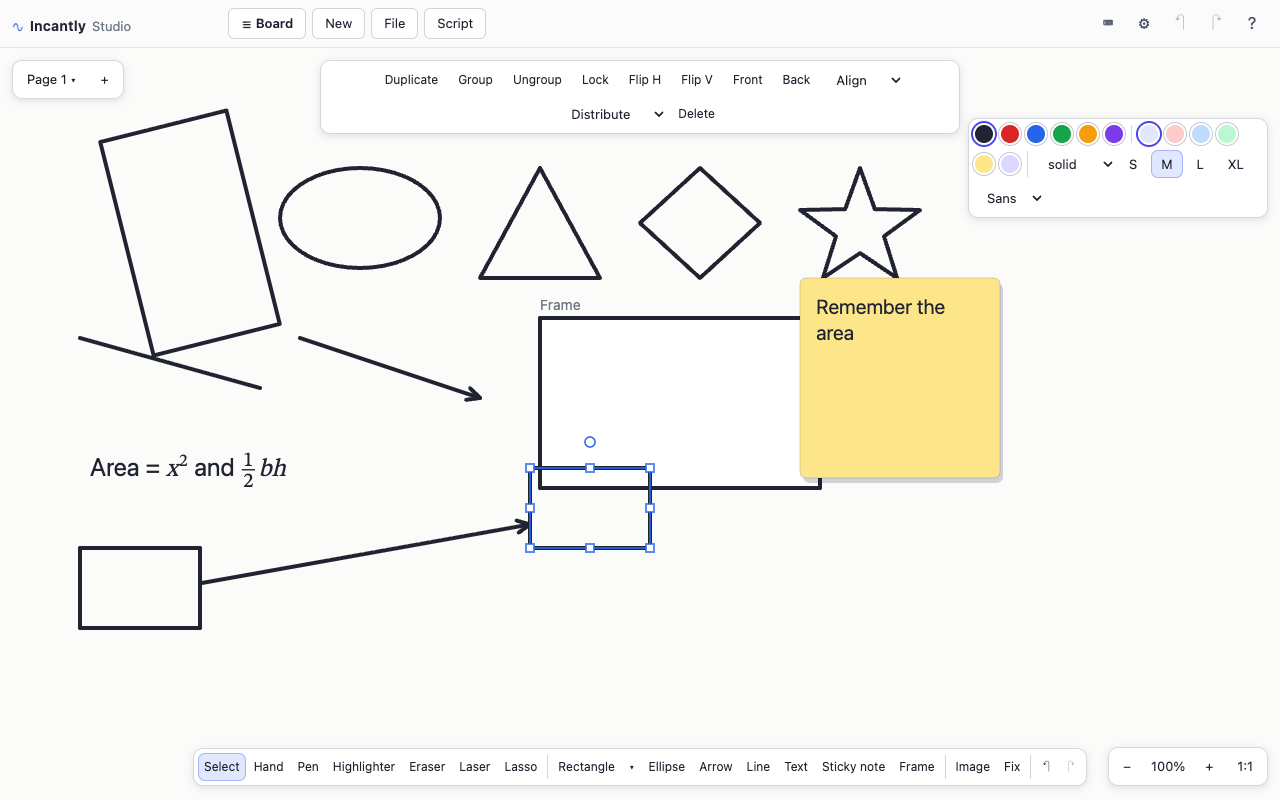 Incantly Studio
≡ Board New File Script
?
Page 1 +
Duplicate Group Ungroup Lock Flip H Flip V Front Back Align
Distribute Delete
solid S M L XL
Sans
Frame
Remember the
area
Area = x² and 1/2 bh
Select Hand Pen Highlighter Eraser Laser Lasso Rectangle Ellipse Arrow Line Text Sticky note Frame Image Fix
− 100% + 1:1